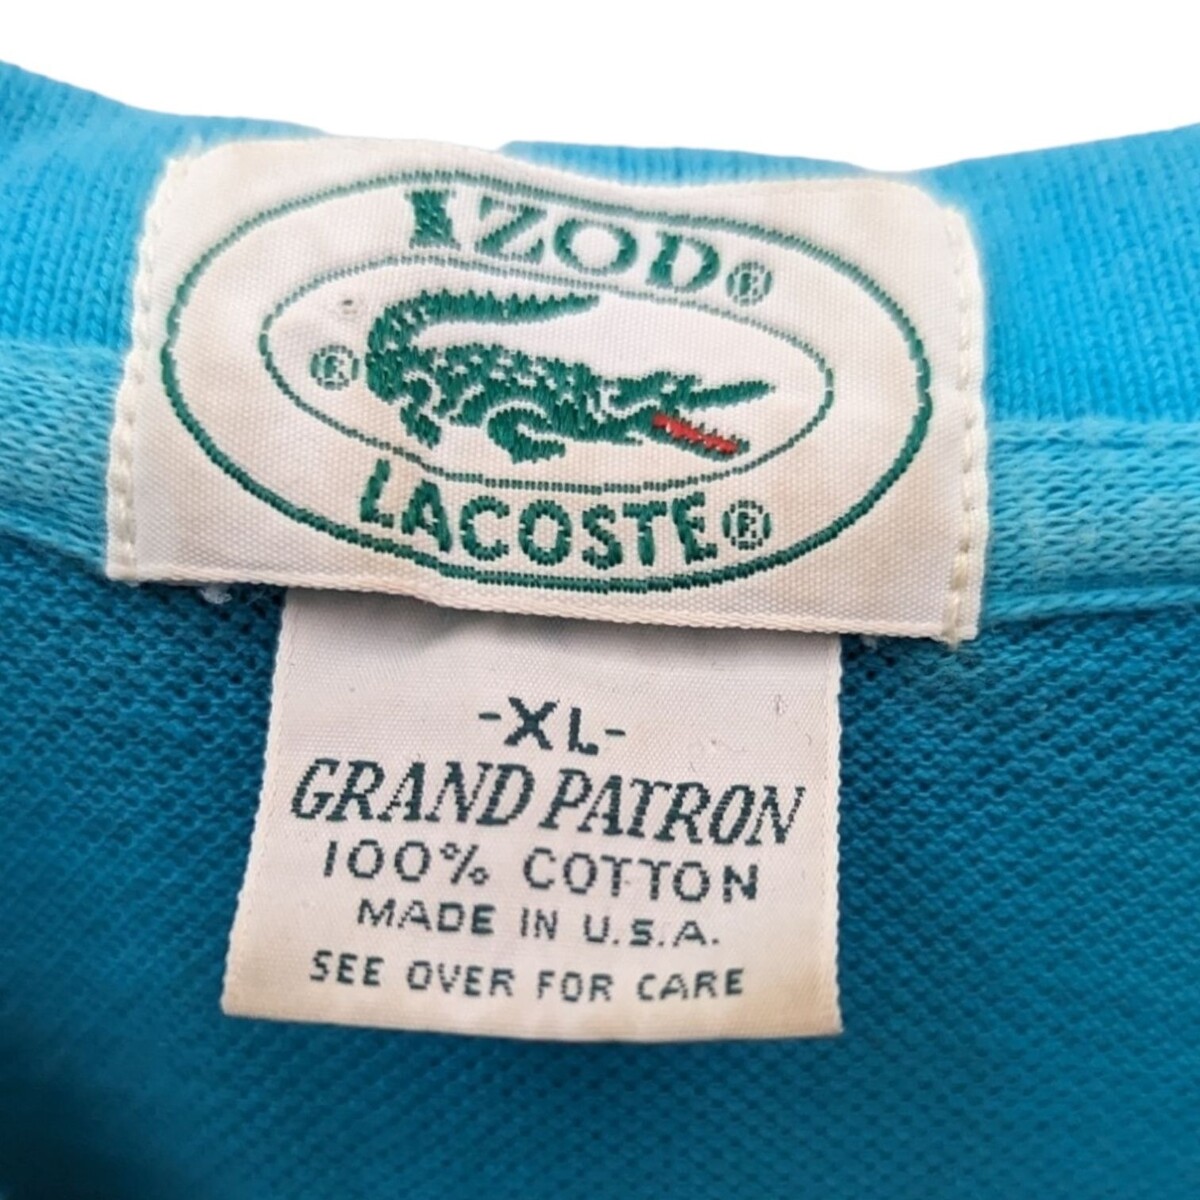 IZOD®
®
LACOSTE®
-XL-
GRAND PATRON
100% COTTON
MADE IN U.S.A.
SEE OVER FOR CARE